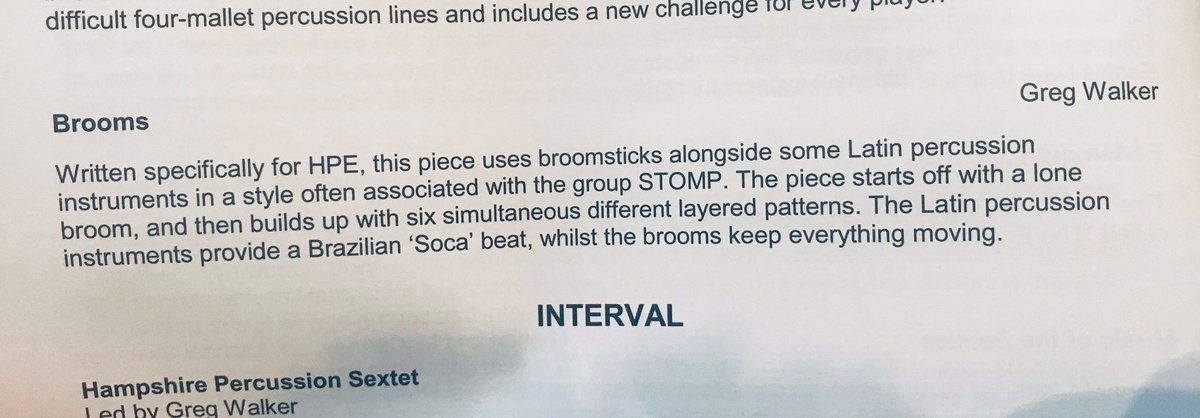 difficult four-mallet percussion lines and includes a new challenge for every player.
Greg Walker
Brooms
Written specifically for HPE, this piece uses broomsticks alongside some Latin percussion
instruments in a style often associated with the group STOMP. The piece starts off with a lone
broom, and then builds up with six simultaneous different layered patterns. The Latin percussion
instruments provide a Brazilian ‘Soca’ beat, whilst the brooms keep everything moving.
INTERVAL
Hampshire Percussion Sextet
Led by Greg Walker